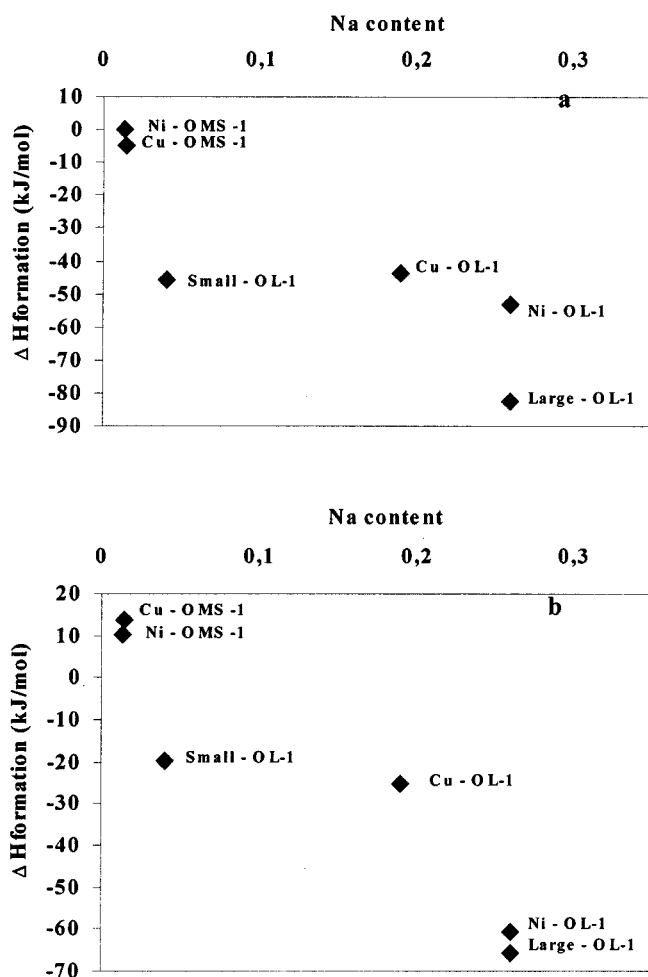 Na content
0 0,1 0,2 0,3
a
10
0
-10
-20
-30
-40
-50
-60
-70
-80
-90
Δ Hformation (kJ/mol)
Ni - OMS -1
Cu - OMS -1
Small - OL-1
Cu - OL-1
Ni - OL-1
Large - OL-1
Na content
0 0,1 0,2 0,3
b
20
10
0
-10
-20
-30
-40
-50
-60
-70
Δ Hformation (kJ/mol)
Cu - OMS -1
Ni - OMS -1
Small - OL-1
Cu - OL-1
Ni - OL-1
Large - OL-1